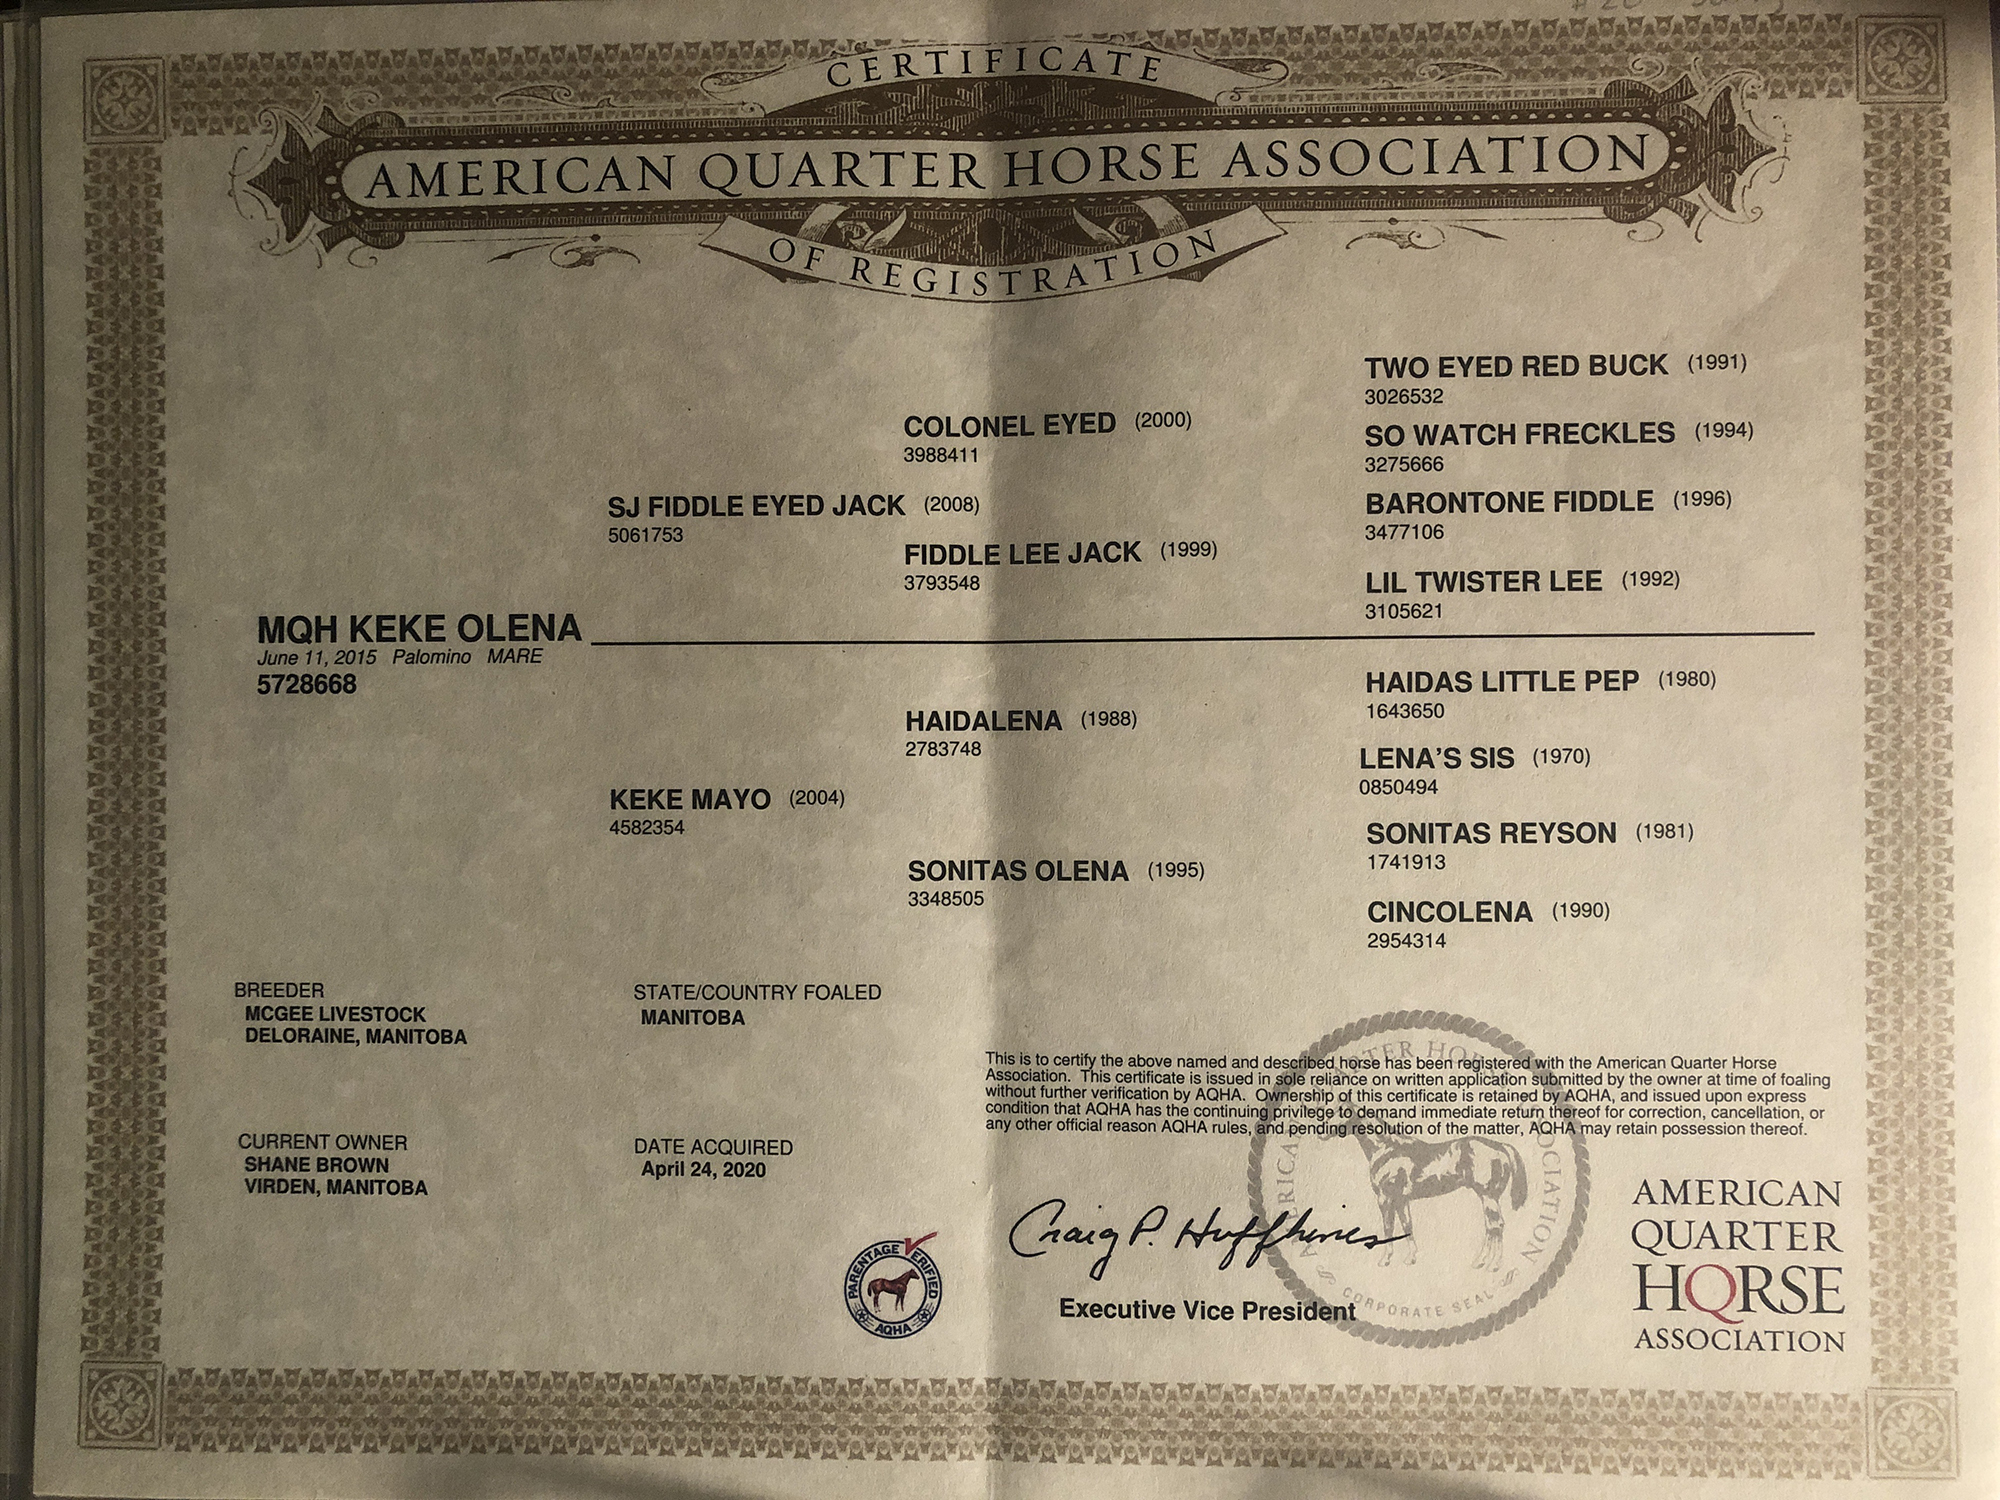 CERTIFICATE
AMERICAN QUARTER HORSE ASSOCIATION
OF REGISTRATION
TWO EYED RED BUCK (1991)
3026532
COLONEL EYED (2000)
3988411
SO WATCH FRECKLES (1994)
3275666
SJ FIDDLE EYED JACK (2008)
5061753
BARONTONE FIDDLE (1996)
3477106
FIDDLE LEE JACK (1999)
3793548
LIL TWISTER LEE (1992)
3105621
MQH KEKE OLENA
June 11, 2015 Palomino MARE
5728668
HAIDAS LITTLE PEP (1980)
1643650
HAIDALENA (1988)
2783748
LENA'S SIS (1970)
0850494
KEKE MAYO (2004)
4582354
SONITAS REYSON (1981)
1741913
SONITAS OLENA (1995)
3348505
CINCOLENA (1990)
2954314
BREEDER
MCGEE LIVESTOCK
DELORAINE, MANITOBA
STATE/COUNTRY FOALED
MANITOBA
This is to certify the above named and described horse has been registered with the American Quarter Horse
Association. This certificate is issued in sole reliance on written application submitted by the owner at time of foaling
without further verification by AQHA. Ownership of this certificate is retained by AQHA, and issued upon express
condition that AQHA has the continuing privilege to demand immediate return thereof for correction, cancellation, or
any other official reason AQHA rules, and pending resolution of the matter, AQHA may retain possession thereof.
CURRENT OWNER
SHANE BROWN
VIRDEN, MANITOBA
DATE ACQUIRED
April 24, 2020
PARENTAGE VERIFIED
AQHA
Craig P. Huffhines
Executive Vice President
AMERICAN QUARTER HORSE ASSOCIATION
CORPORATE SEAL
AMERICAN
QUARTER
HORSE
ASSOCIATION